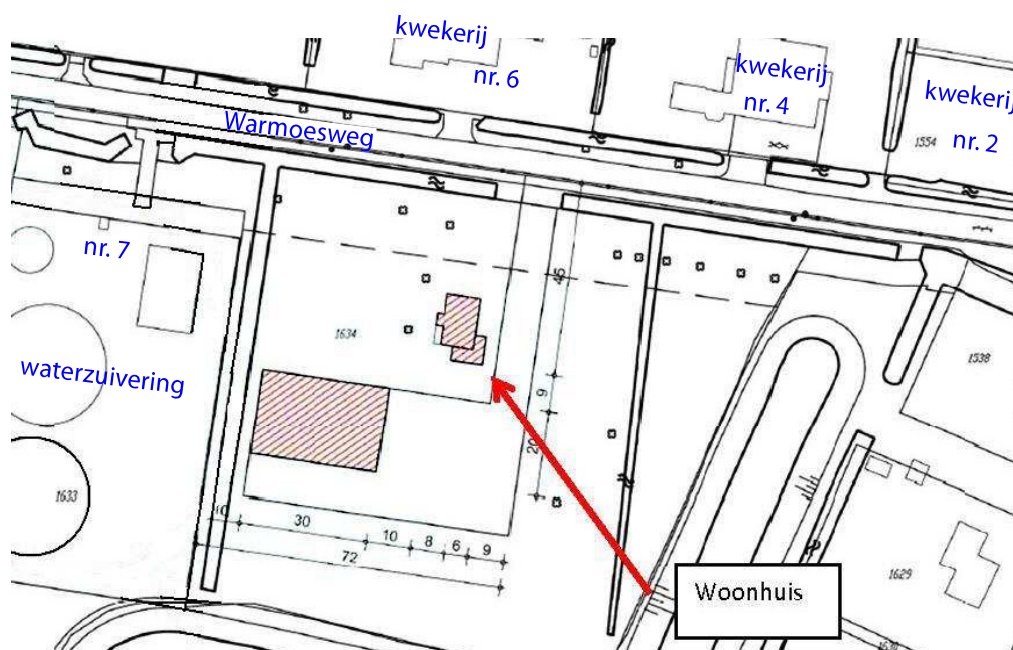 kwekerij
nr. 6
kwekerij
nr. 4
kwekerij
nr. 2
1554
Warmoesweg
nr. 7
waterzuivering
1633
1634
45
9
20
1538
10
30
10
8
6
9
72
Woonhuis
1629